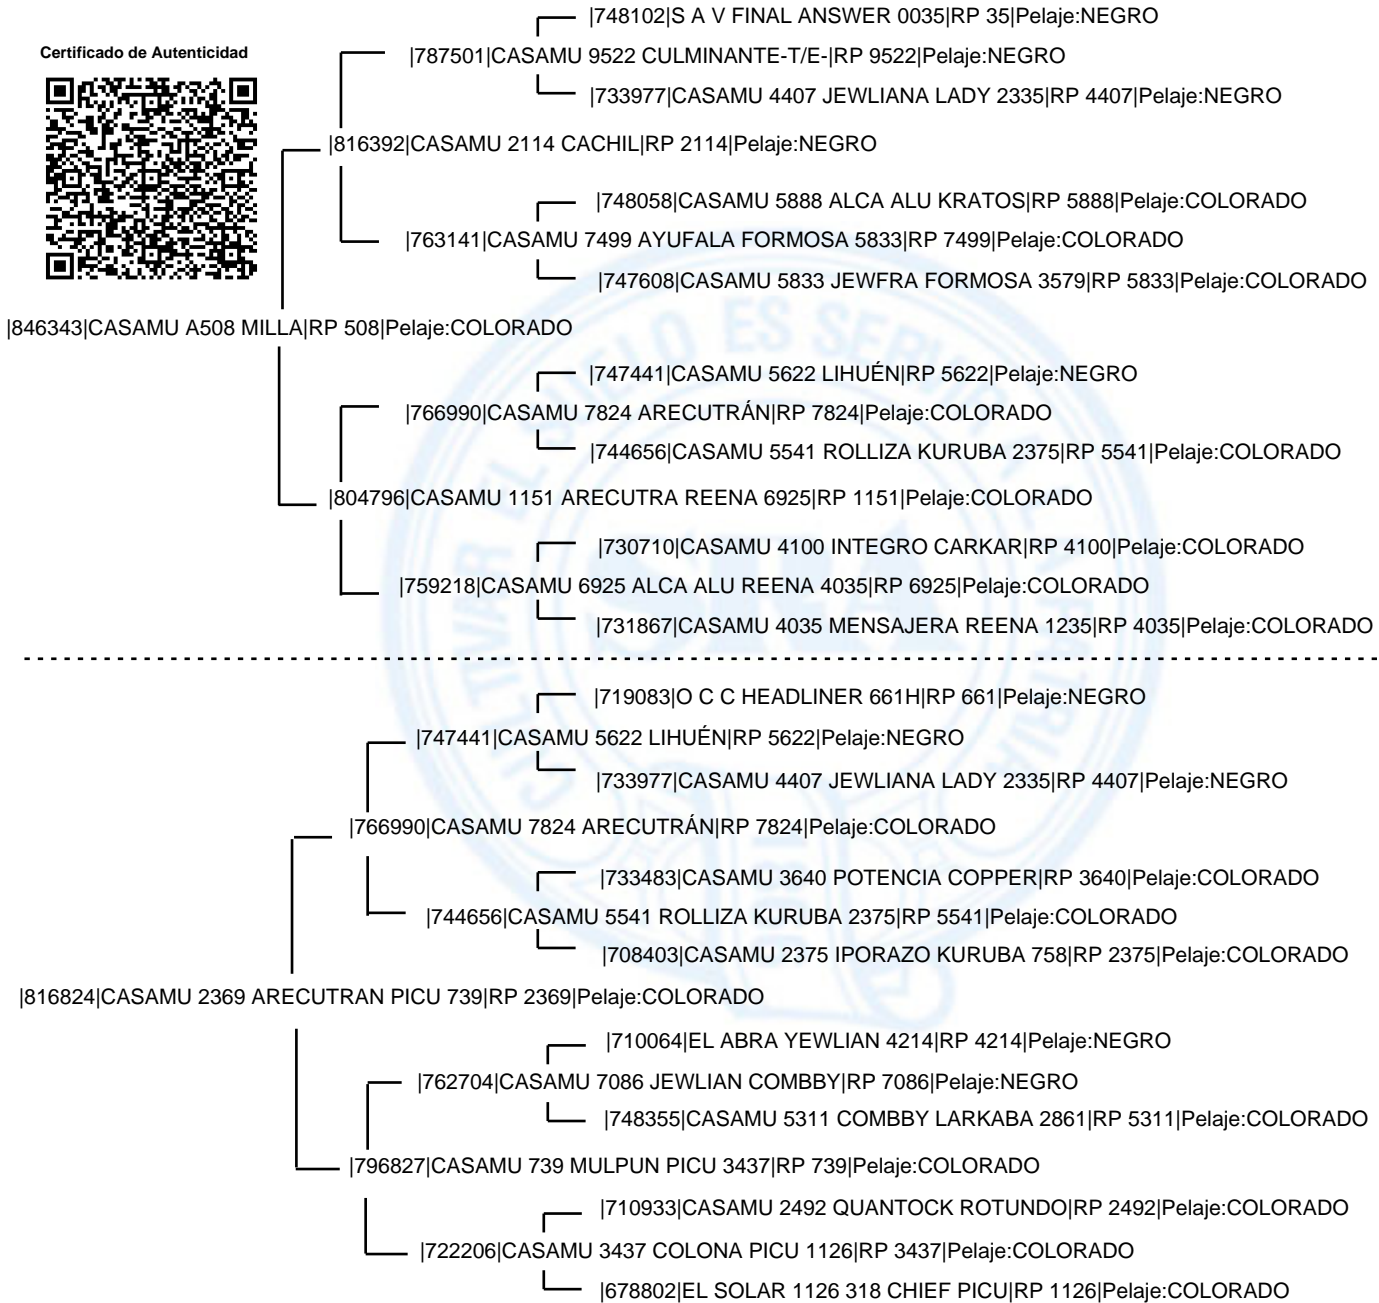 |748102|S A V FINAL ANSWER 0035|RP 35|Pelaje:NEGRO
Certificado de Autenticidad
|787501|CASAMU 9522 CULMINANTE-T/E-|RP 9522|Pelaje:NEGRO
|733977|CASAMU 4407 JEWLIANA LADY 2335|RP 4407|Pelaje:NEGRO
|816392|CASAMU 2114 CACHIL|RP 2114|Pelaje:NEGRO
|748058|CASAMU 5888 ALCA ALU KRATOS|RP 5888|Pelaje:COLORADO
|763141|CASAMU 7499 AYUFALA FORMOSA 5833|RP 7499|Pelaje:COLORADO
|747608|CASAMU 5833 JEWFRA FORMOSA 3579|RP 5833|Pelaje:COLORADO
|846343|CASAMU A508 MILLA|RP 508|Pelaje:COLORADO
|747441|CASAMU 5622 LIHUÉN|RP 5622|Pelaje:NEGRO
|766990|CASAMU 7824 ARECUTRÁN|RP 7824|Pelaje:COLORADO
|744656|CASAMU 5541 ROLLIZA KURUBA 2375|RP 5541|Pelaje:COLORADO
|804796|CASAMU 1151 ARECUTRA REENA 6925|RP 1151|Pelaje:COLORADO
|730710|CASAMU 4100 INTEGRO CARKAR|RP 4100|Pelaje:COLORADO
|759218|CASAMU 6925 ALCA ALU REENA 4035|RP 6925|Pelaje:COLORADO
|731867|CASAMU 4035 MENSAJERA REENA 1235|RP 4035|Pelaje:COLORADO
|719083|O C C HEADLINER 661H|RP 661|Pelaje:NEGRO
|747441|CASAMU 5622 LIHUÉN|RP 5622|Pelaje:NEGRO
|733977|CASAMU 4407 JEWLIANA LADY 2335|RP 4407|Pelaje:NEGRO
|766990|CASAMU 7824 ARECUTRÁN|RP 7824|Pelaje:COLORADO
|733483|CASAMU 3640 POTENCIA COPPER|RP 3640|Pelaje:COLORADO
|744656|CASAMU 5541 ROLLIZA KURUBA 2375|RP 5541|Pelaje:COLORADO
|708403|CASAMU 2375 IPORAZO KURUBA 758|RP 2375|Pelaje:COLORADO
|816824|CASAMU 2369 ARECUTRAN PICU 739|RP 2369|Pelaje:COLORADO
|710064|EL ABRA YEWLIAN 4214|RP 4214|Pelaje:NEGRO
|762704|CASAMU 7086 JEWLIAN COMBBY|RP 7086|Pelaje:NEGRO
|748355|CASAMU 5311 COMBBY LARKABA 2861|RP 5311|Pelaje:COLORADO
|796827|CASAMU 739 MULPUN PICU 3437|RP 739|Pelaje:COLORADO
|710933|CASAMU 2492 QUANTOCK ROTUNDO|RP 2492|Pelaje:COLORADO
|722206|CASAMU 3437 COLONA PICU 1126|RP 3437|Pelaje:COLORADO
|678802|EL SOLAR 1126 318 CHIEF PICU|RP 1126|Pelaje:COLORADO
CULTIVAR EL SUELO ES SERVIR A LA PATRIA
SRA
1866